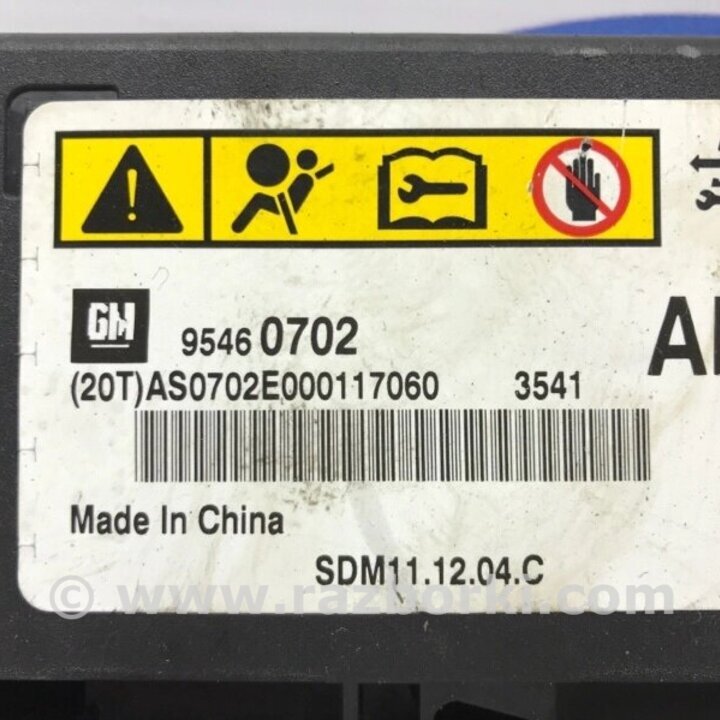 GM 9546 0702
(20T)AS0702E000117060 3541
Made In China
SDM11.12.04.C
© www.razborki.com